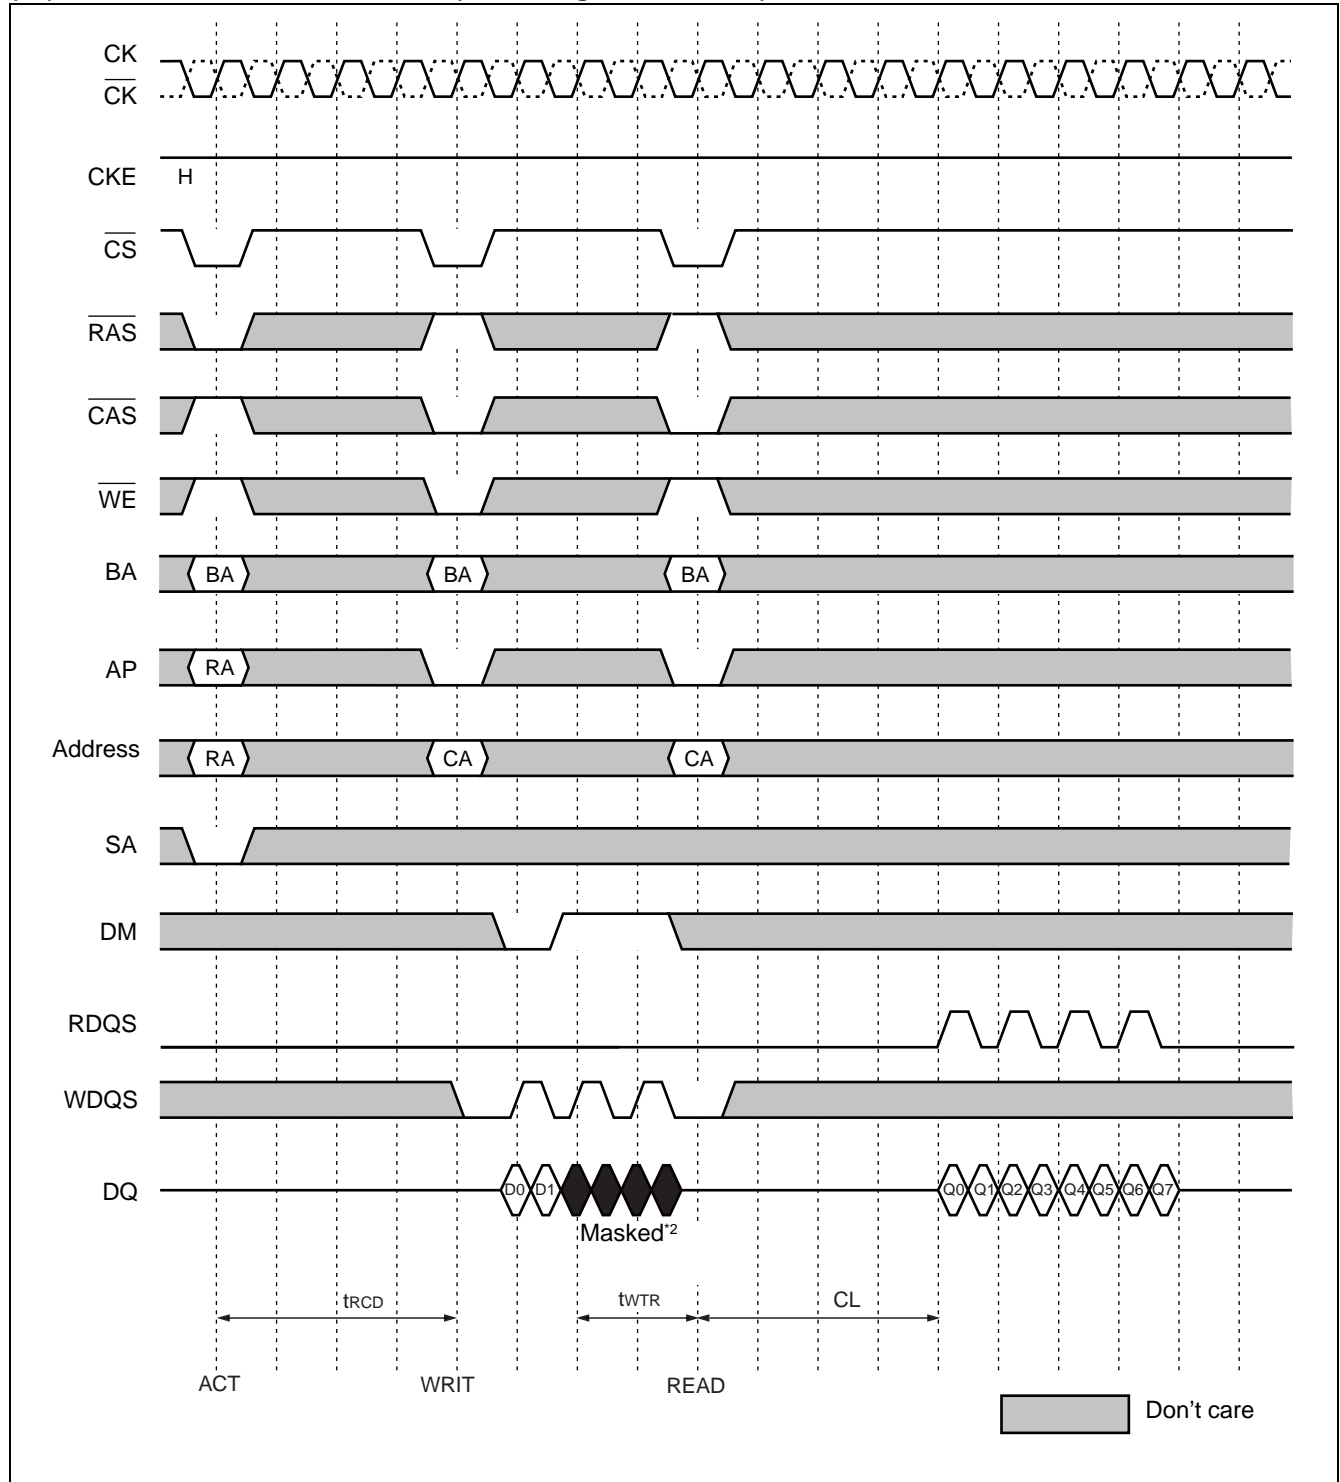 CK
CK
CKE H
CS
RAS
CAS
WE
BA BA BA BA
AP RA
Address RA CA CA
SA
DM
RDQS
WDQS
DQ D0 D1 Q0 Q1 Q2 Q3 Q4 Q5 Q6 Q7
Masked*2
tRCD tWTR CL
ACT WRIT READ
Don't care